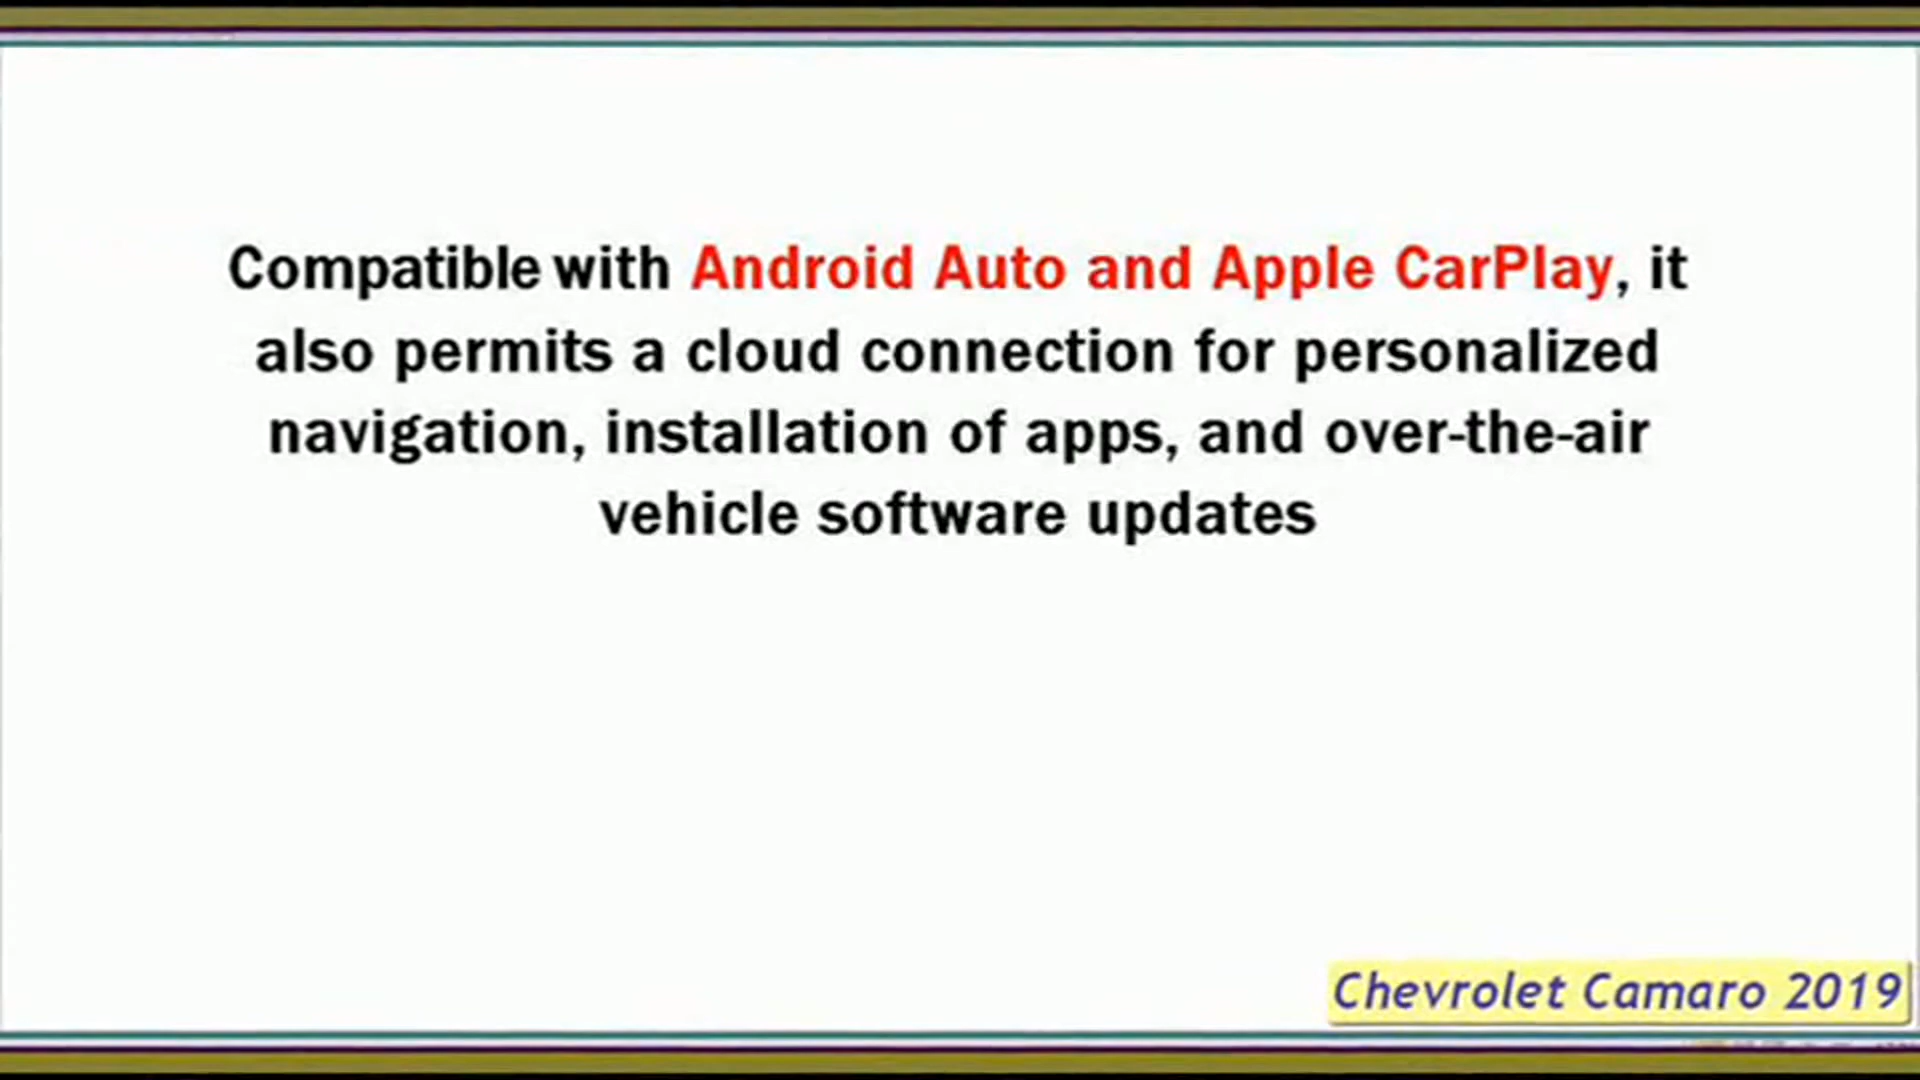 Compatible with Android Auto and Apple CarPlay, it
also permits a cloud connection for personalized
navigation, installation of apps, and over-the-air
vehicle software updates
Chevrolet Camaro 2019